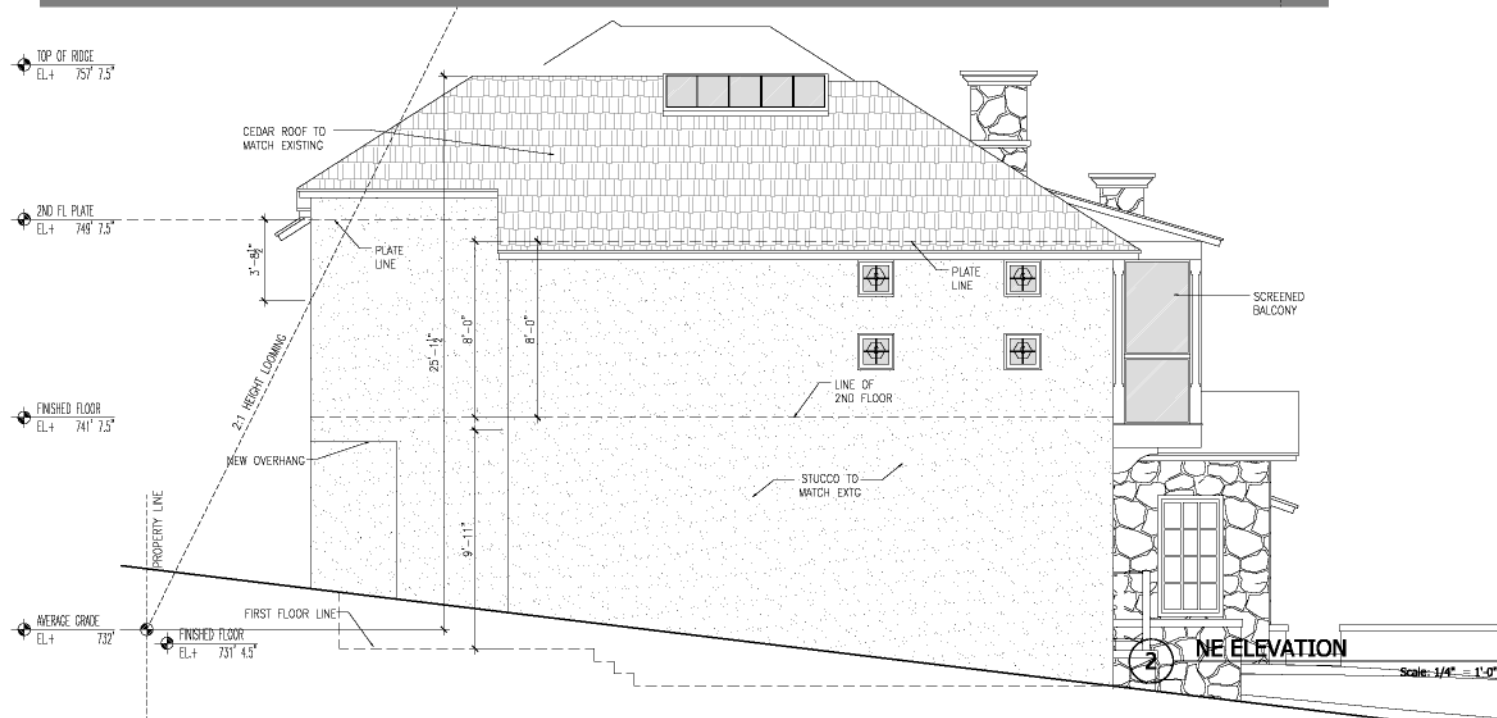 TOP OF RIDGE
EL.+ 757' 7.5"
CEDAR ROOF TO
MATCH EXISTING
2ND FL PLATE
EL.+ 749' 7.5"
3'-8½"
PLATE
LINE
PLATE
LINE
SCREENED
BALCONY
8'-0"
8'-0"
25'-1½"
2:1 HEIGHT LOOMING
LINE OF
2ND FLOOR
FINISHED FLOOR
EL.+ 741' 7.5"
NEW OVERHANG
STUCCO TO
MATCH EXTG
PROPERTY LINE
9'-11"
FIRST FLOOR LINE
AVERAGE GRADE
EL.+ 732'
FINISHED FLOOR
EL.+ 731' 4.5"
2
NE ELEVATION
Scale: 1/4" = 1'-0"